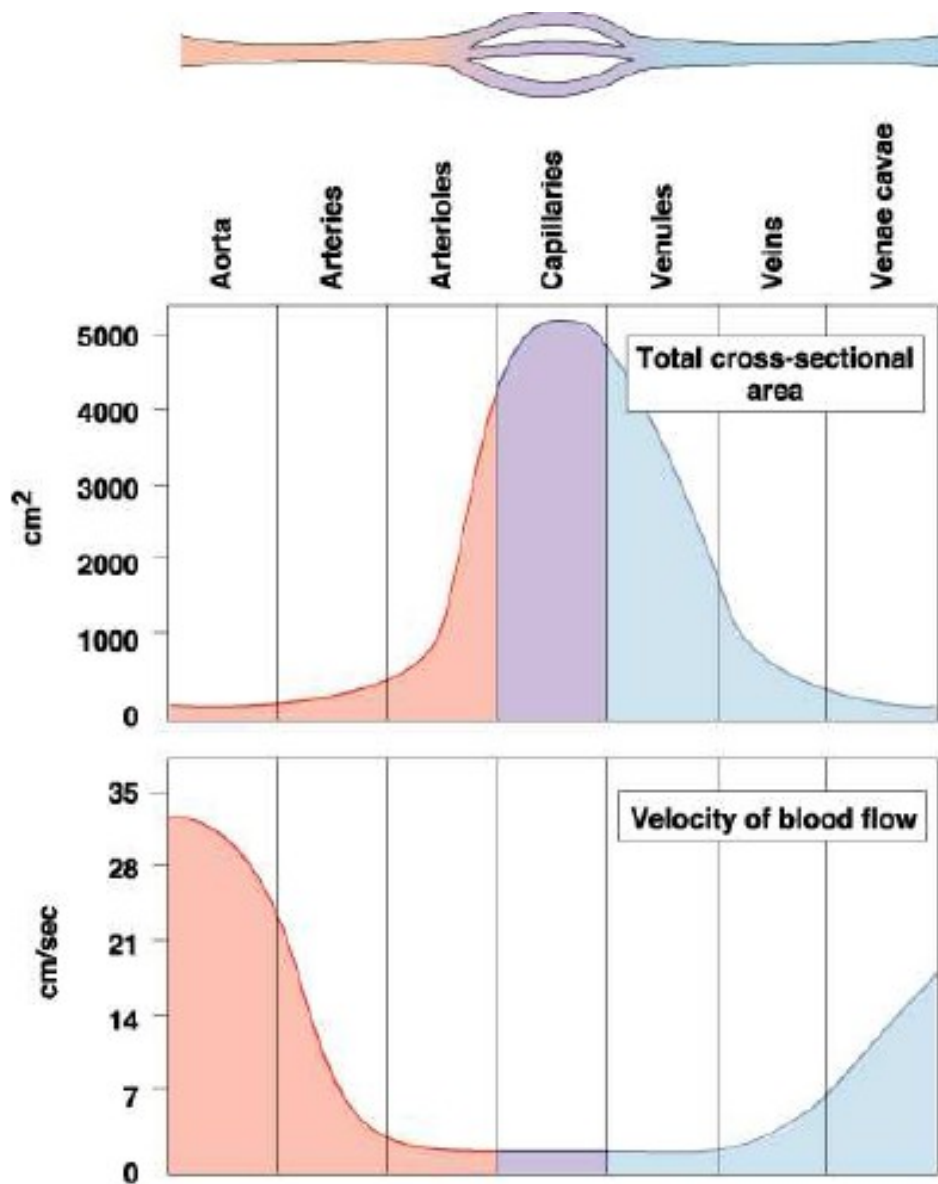 Aorta
Arteries
Arterioles
Capillaries
Venules
Veins
Venae cavae
Total cross-sectional
area
cm²
5000
4000
3000
2000
1000
0
Velocity of blood flow
cm/sec
35
28
21
14
7
0